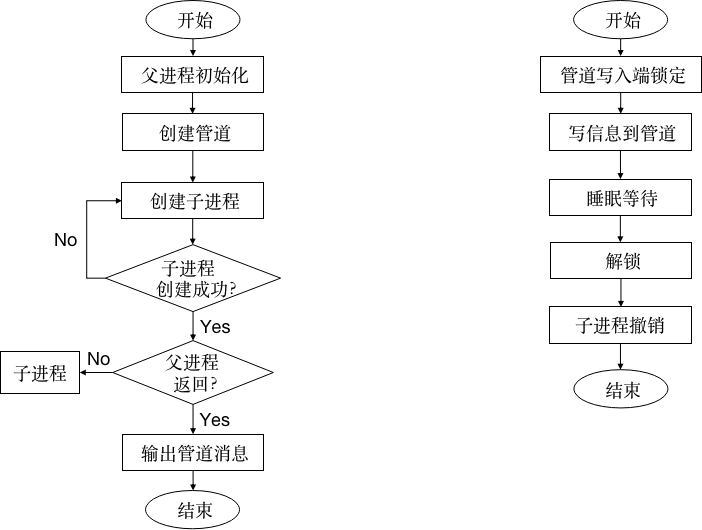 开始
父进程初始化
创建管道
创建子进程
No
子进程
创建成功?
Yes
父进程
返回?
No
子进程
Yes
输出管道消息
结束
开始
管道写入端锁定
写信息到管道
睡眠等待
解锁
子进程撤销
结束